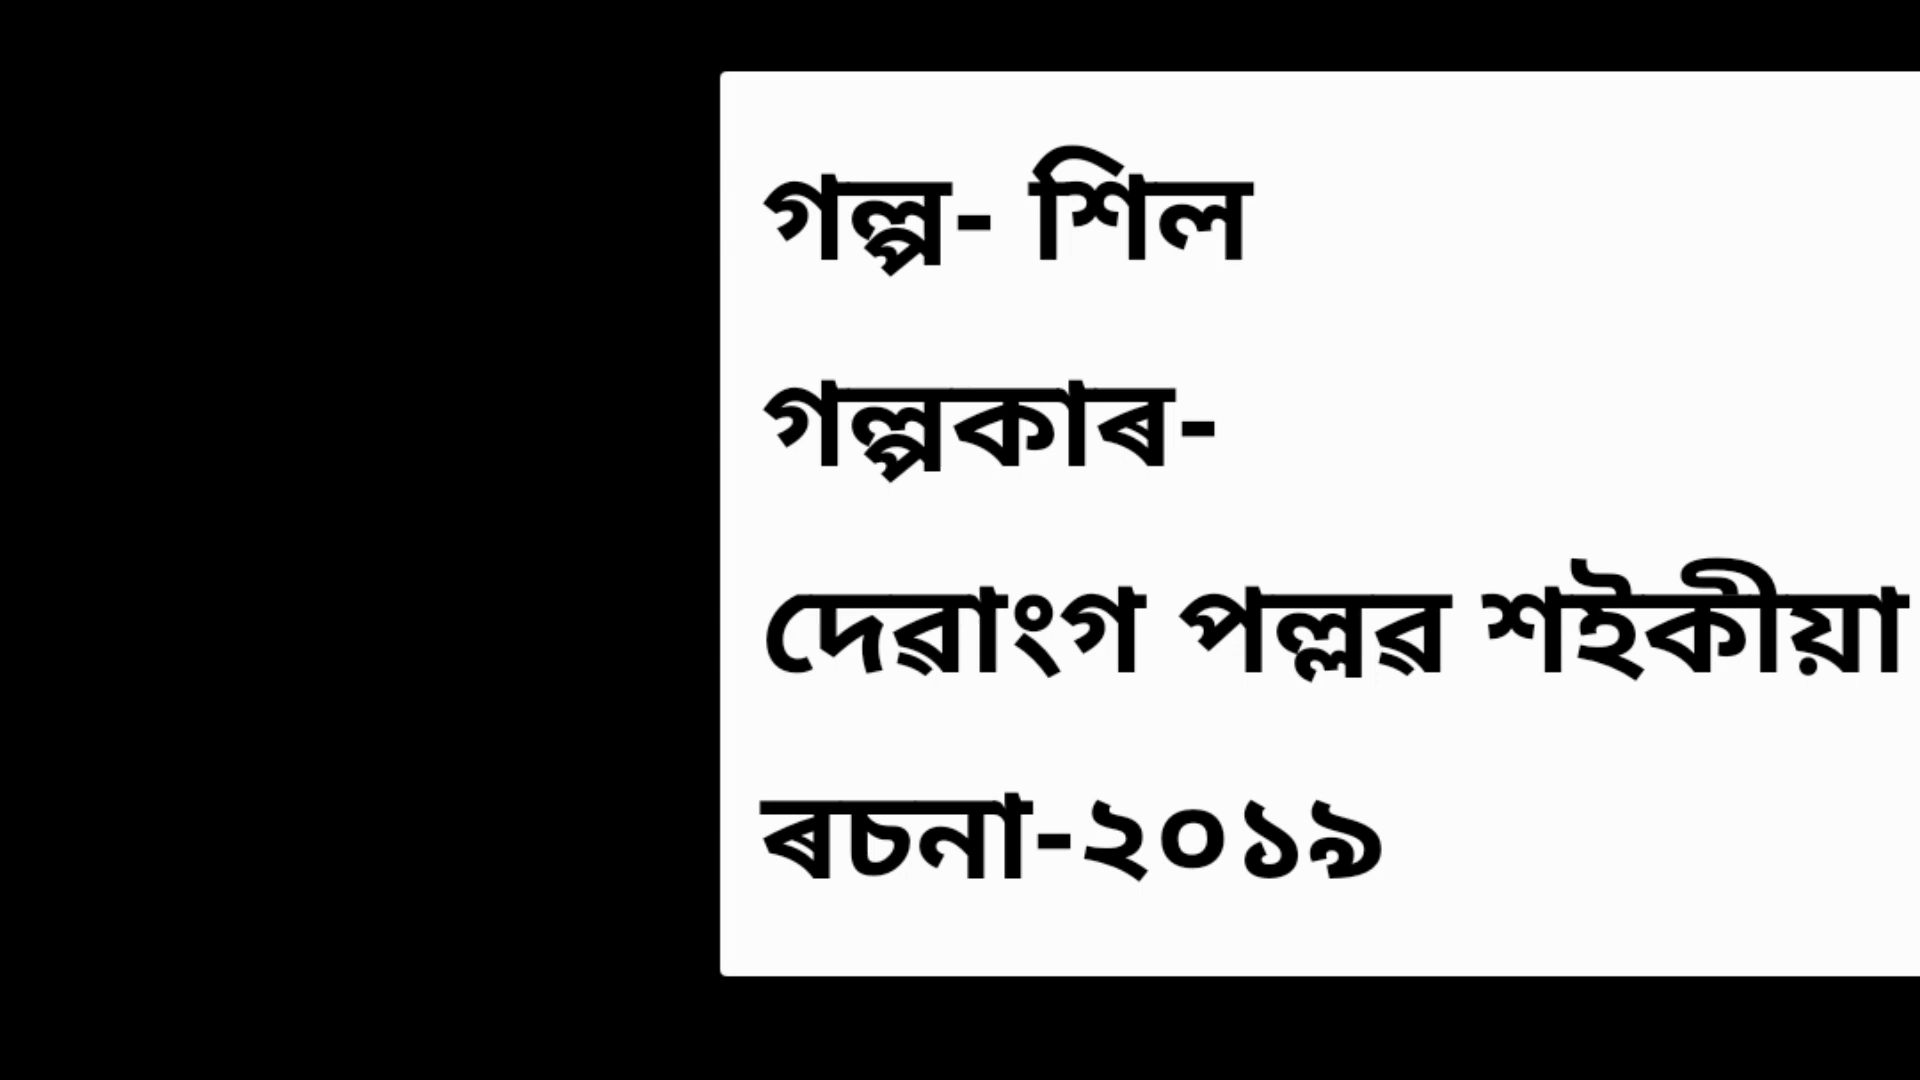 গল্প- শিল
গল্পকাৰ-
দেৱাংগ পল্লৱ শইকীয়া
ৰচনা-২০১৯